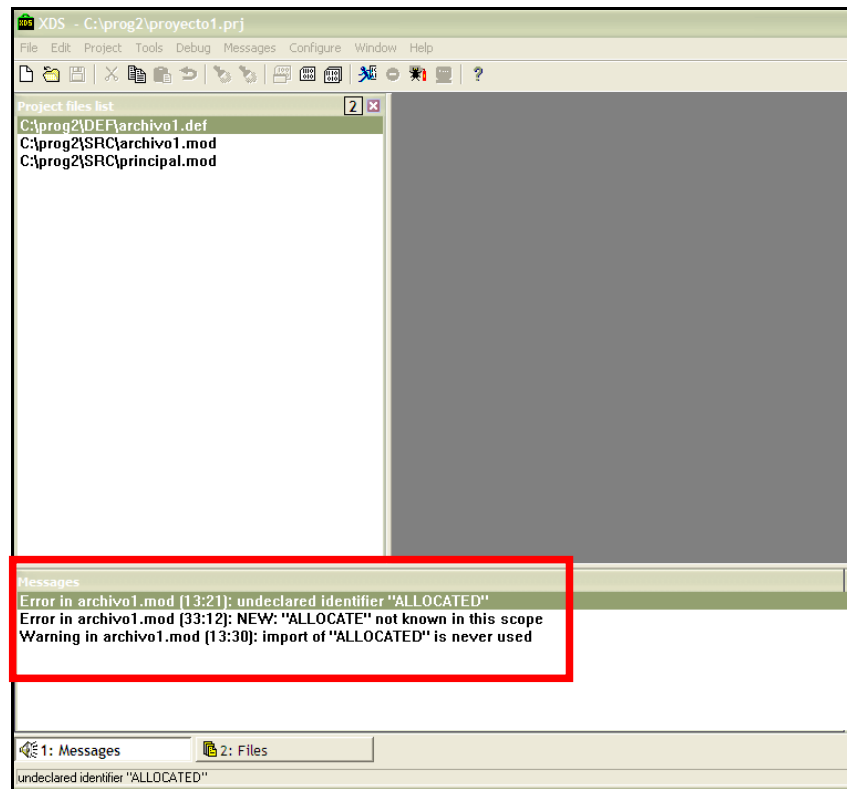 XDS - C:\prog2\proyecto1.prj
File Edit Project Tools Debug Messages Configure Window Help
Project files list 2
C:\prog2\DEF\archivo1.def
C:\prog2\SRC\archivo1.mod
C:\prog2\SRC\principal.mod
Messages
Error in archivo1.mod (13:21): undeclared identifier "ALLOCATED"
Error in archivo1.mod (33:12): NEW: "ALLOCATE" not known in this scope
Warning in archivo1.mod (13:30): import of "ALLOCATED" is never used
1: Messages 2: Files
undeclared identifier "ALLOCATED"